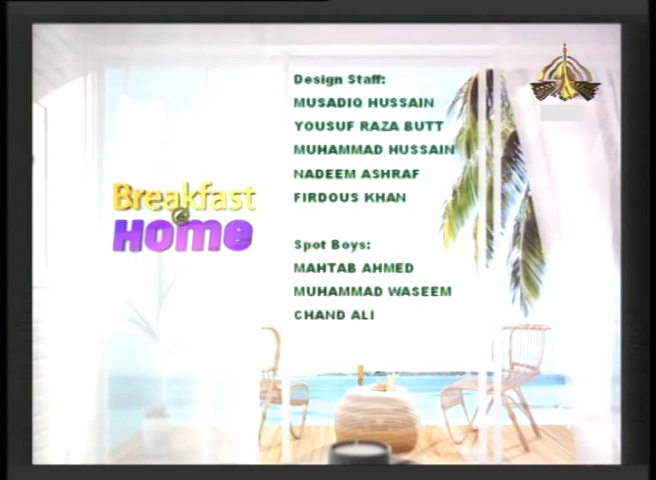 Breakfast
@
Home
Design Staff:
MUSADIQ HUSSAIN
YOUSUF RAZA BUTT
MUHAMMAD HUSSAIN
NADEEM ASHRAF
FIRDOUS KHAN
Spot Boys:
MAHTAB AHMED
MUHAMMAD WASEEM
CHAND ALI